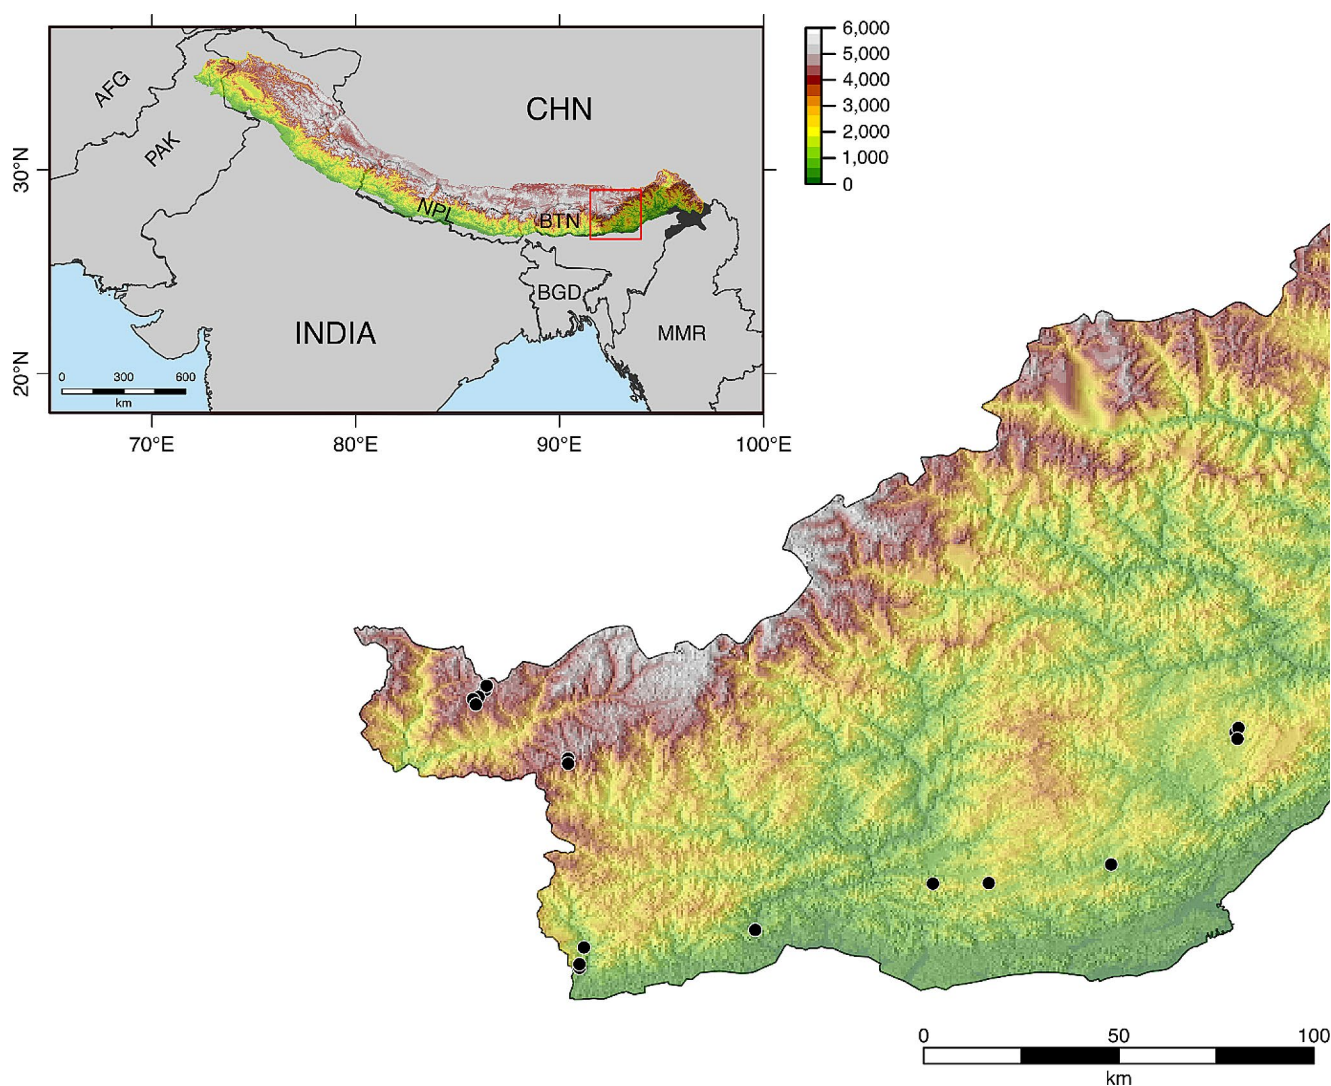 6,000
5,000
4,000
3,000
2,000
1,000
0
AFG
PAK
CHN
NPL
BTN
BGD
INDIA
MMR
30°N
20°N
0 300 600
km
70°E 80°E 90°E 100°E
0 50 100
km